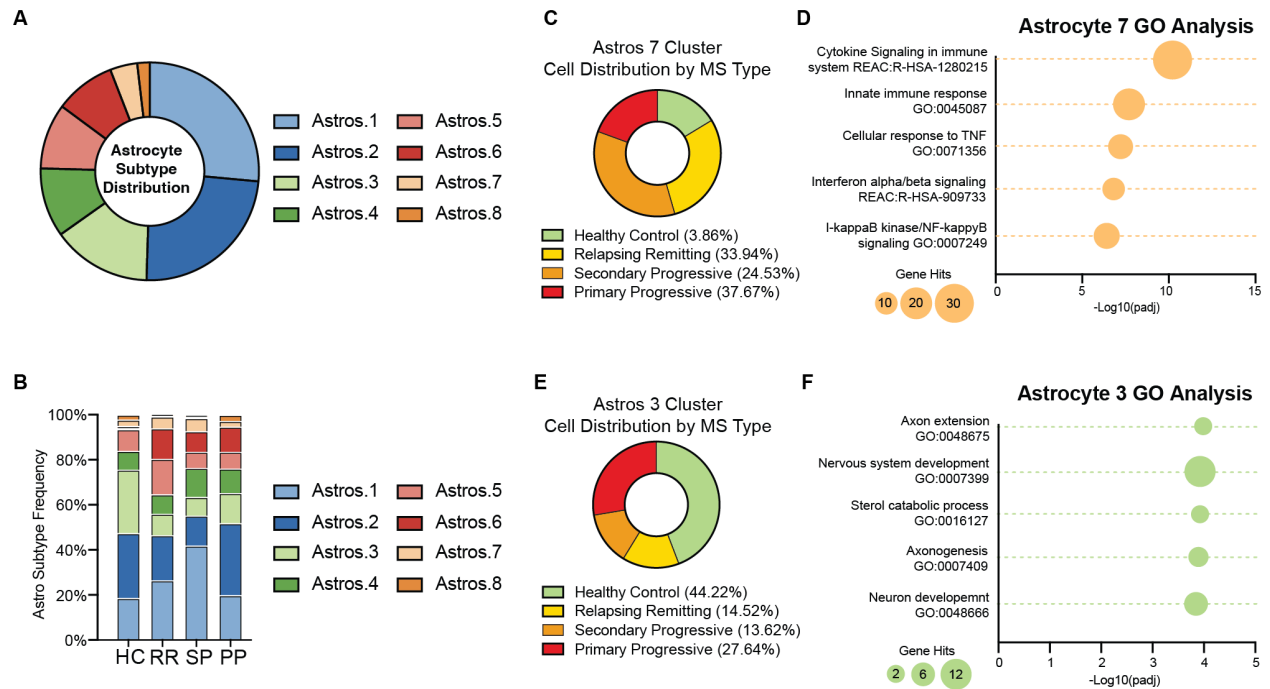 A
Astrocyte
Subtype
Distribution
Astros.1
Astros.2
Astros.3
Astros.4
Astros.5
Astros.6
Astros.7
Astros.8
B
Astro Subtype Frequency
100%
80%
60%
40%
20%
0%
HC RR SP PP
Astros.1
Astros.2
Astros.3
Astros.4
Astros.5
Astros.6
Astros.7
Astros.8
C
Astros 7 Cluster
Cell Distribution by MS Type
Healthy Control (3.86%)
Relapsing Remitting (33.94%)
Secondary Progressive (24.53%)
Primary Progressive (37.67%)
D
Astrocyte 7 GO Analysis
Cytokine Signaling in immune
system REAC:R-HSA-1280215
Innate immune response
GO:0045087
Cellular response to TNF
GO:0071356
Interferon alpha/beta signaling
REAC:R-HSA-909733
I-kappaB kinase/NF-kappyB
signaling GO:0007249
Gene Hits
10 20 30
0 5 10 15
-Log10(padj)
E
Astros 3 Cluster
Cell Distribution by MS Type
Healthy Control (44.22%)
Relapsing Remitting (14.52%)
Secondary Progressive (13.62%)
Primary Progressive (27.64%)
F
Astrocyte 3 GO Analysis
Axon extension
GO:0048675
Nervous system development
GO:0007399
Sterol catabolic process
GO:0016127
Axonogenesis
GO:0007409
Neuron developemnt
GO:0048666
Gene Hits
2 6 12
0 1 2 3 4 5
-Log10(padj)